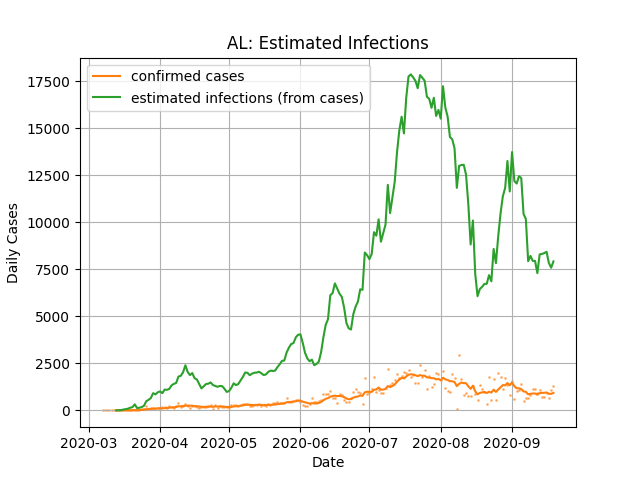 AL: Estimated Infections
confirmed cases
estimated infections (from cases)
17500
15000
12500
10000
7500
5000
2500
0
Daily Cases
2020-03 2020-04 2020-05 2020-06 2020-07 2020-08 2020-09
Date